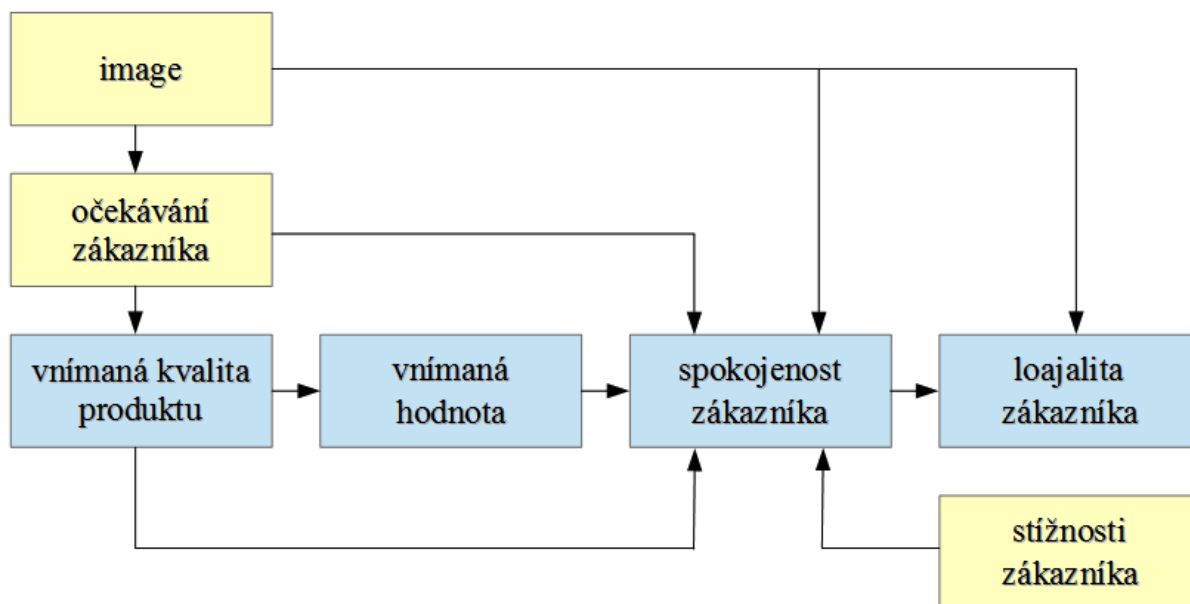 image
očekávání
zákazníka
vnímaná kvalita
produktu
vnímaná
hodnota
spokojenost
zákazníka
loajalita
zákazníka
stížnosti
zákazníka